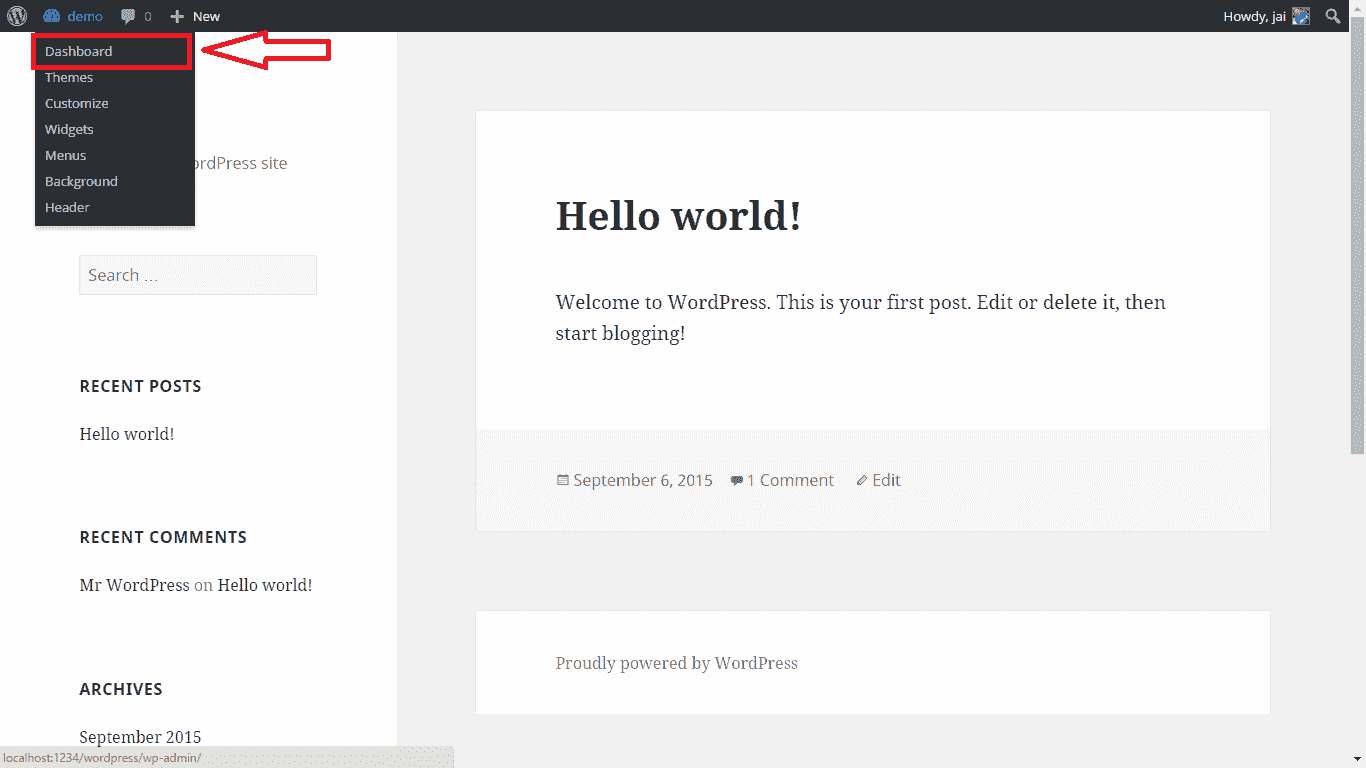 demo 0 New Howdy, jai
Dashboard
Themes
Customize
Widgets
Menus
Background
Header
site
Search …
RECENT POSTS
Hello world!
RECENT COMMENTS
Mr WordPress on Hello world!
ARCHIVES
September 2015
Hello world!
Welcome to WordPress. This is your first post. Edit or delete it, then
start blogging!
September 6, 2015 1 Comment Edit
Proudly powered by WordPress
localhost:1234/wordpress/wp-admin/